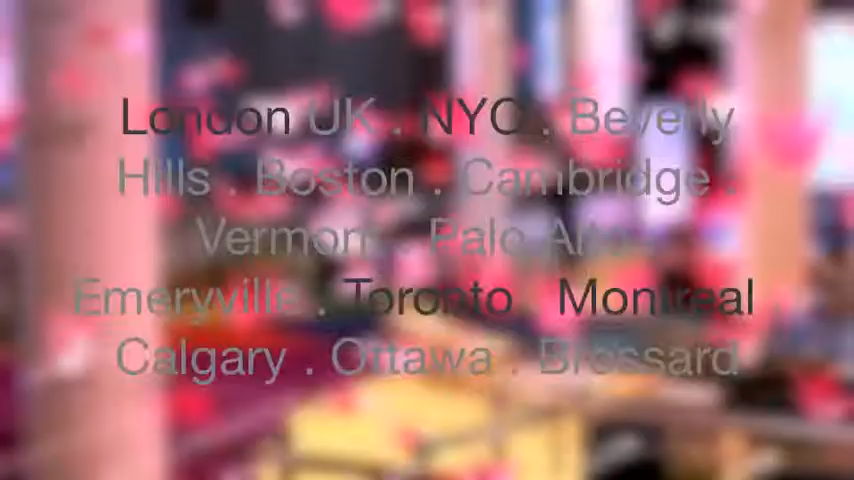 London UK . NYC . Beverly
Hills . Boston . Cambridge .
Vermont . Palo Alto .
Emeryville . Toronto . Montreal
Calgary . Ottawa . Brossard